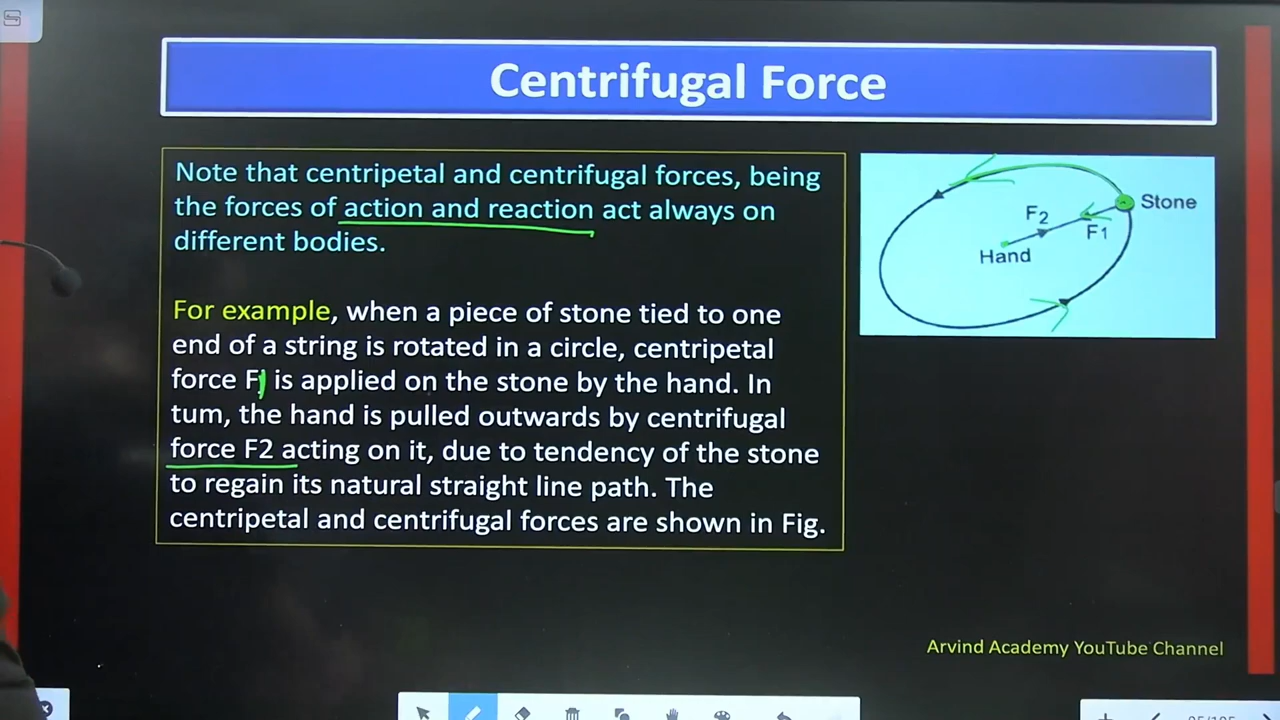 Centrifugal Force
Note that centripetal and centrifugal forces, being
the forces of action and reaction act always on
different bodies.
For example, when a piece of stone tied to one
end of a string is rotated in a circle, centripetal
force F1 is applied on the stone by the hand. In
tum, the hand is pulled outwards by centrifugal
force F2 acting on it, due to tendency of the stone
to regain its natural straight line path. The
centripetal and centrifugal forces are shown in Fig.
Stone
F2
F1
Hand
Arvind Academy YouTube Channel